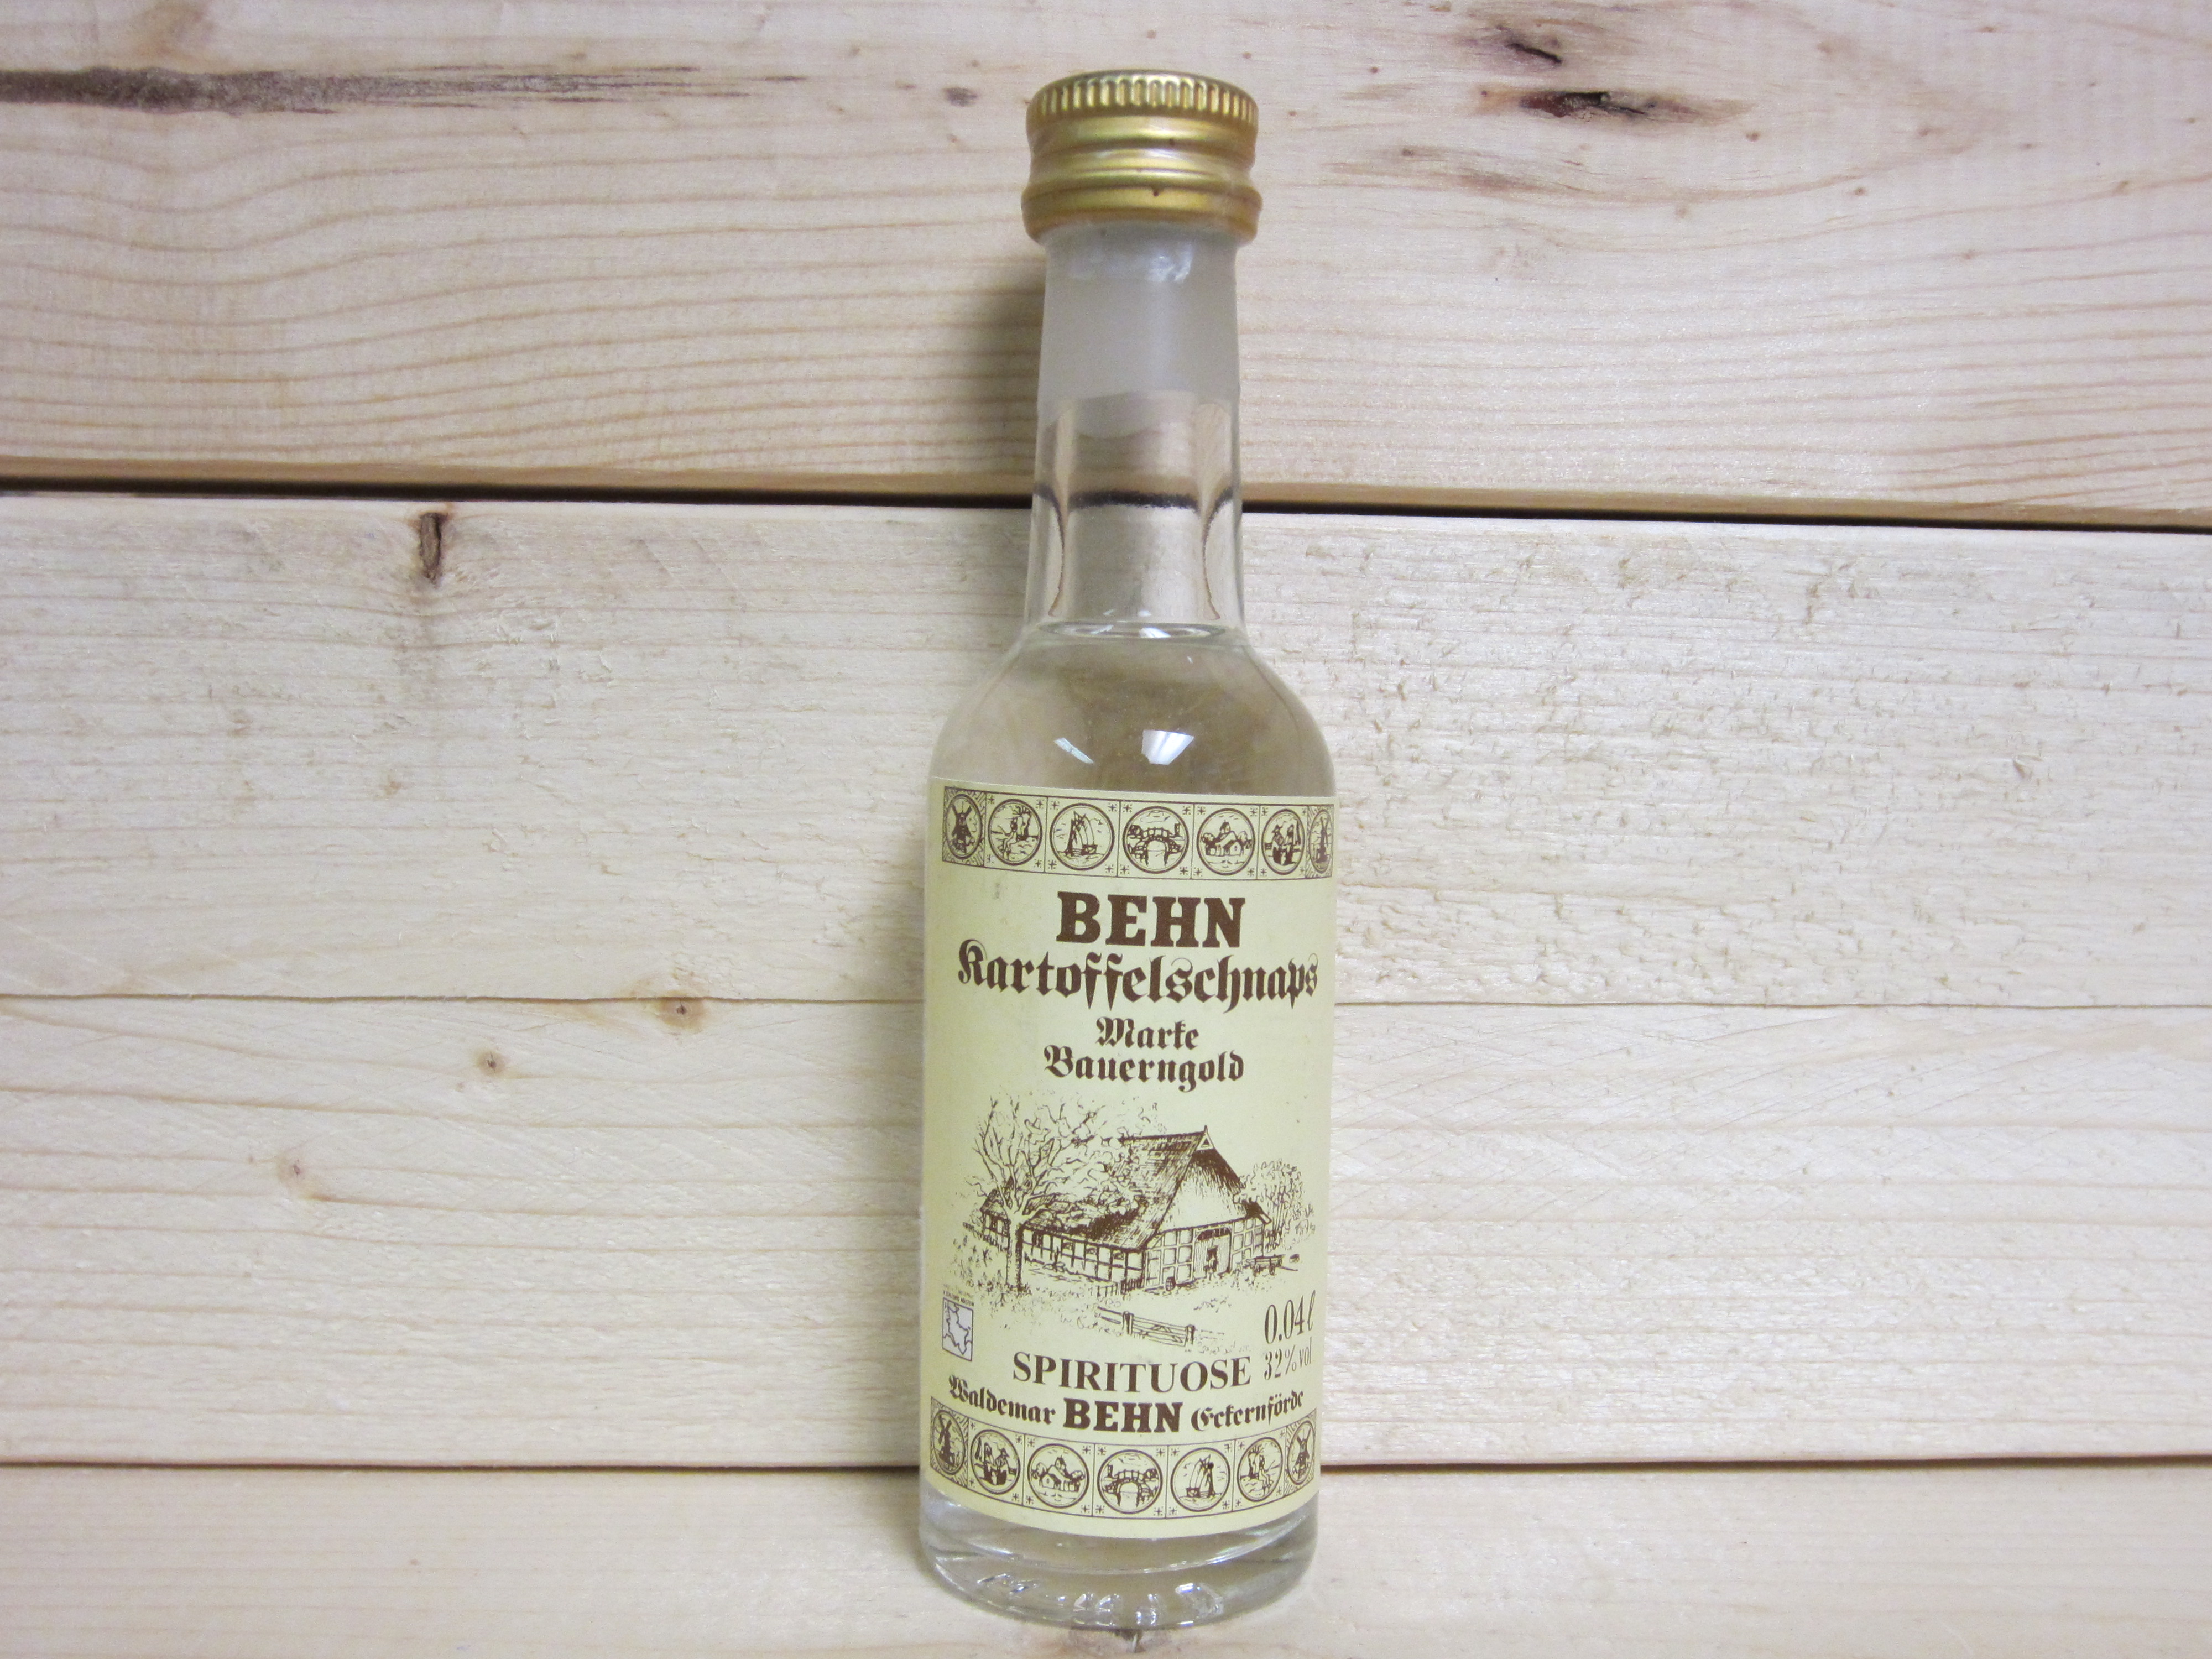 BEHN
Kartoffelschnaps
Marke
Bauerngold
0,04 l
32% vol
SPIRITUOSE
Waldemar BEHN Eckernförde